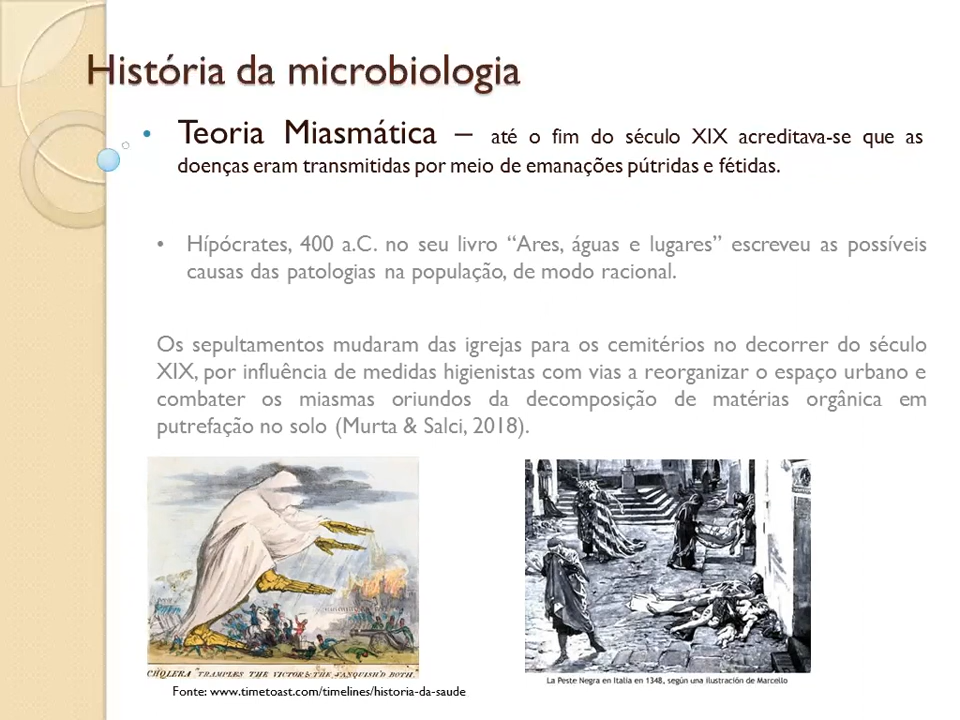 História da microbiologia
• Teoria Miasmática – até o fim do século XIX acreditava-se que as
doenças eram transmitidas por meio de emanações pútridas e fétidas.
• Hípócrates, 400 a.C. no seu livro “Ares, águas e lugares” escreveu as possíveis
causas das patologias na população, de modo racional.
Os sepultamentos mudaram das igrejas para os cemitérios no decorrer do século
XIX, por influência de medidas higienistas com vias a reorganizar o espaço urbano e
combater os miasmas oriundos da decomposição de matérias orgânica em
putrefação no solo (Murta & Salci, 2018).
CHOLERA "TRAMPLES THE VICTORS & THE VANQUISH'D BOTH."
Fonte: www.timetoast.com/timelines/historia-da-saude
La Peste Negra en Italia en 1348, según una ilustración de Marcello